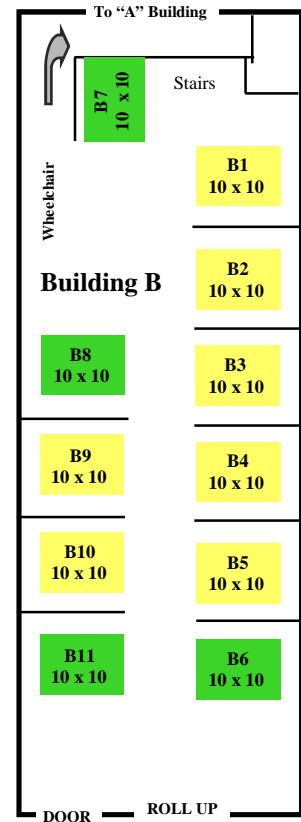 To “A” Building
B7
10 x 10
Stairs
Wheelchair
B1
10 x 10
Building B
B2
10 x 10
B8
10 x 10
B3
10 x 10
B9
10 x 10
B4
10 x 10
B10
10 x 10
B5
10 x 10
B11
10 x 10
B6
10 x 10
DOOR
ROLL UP